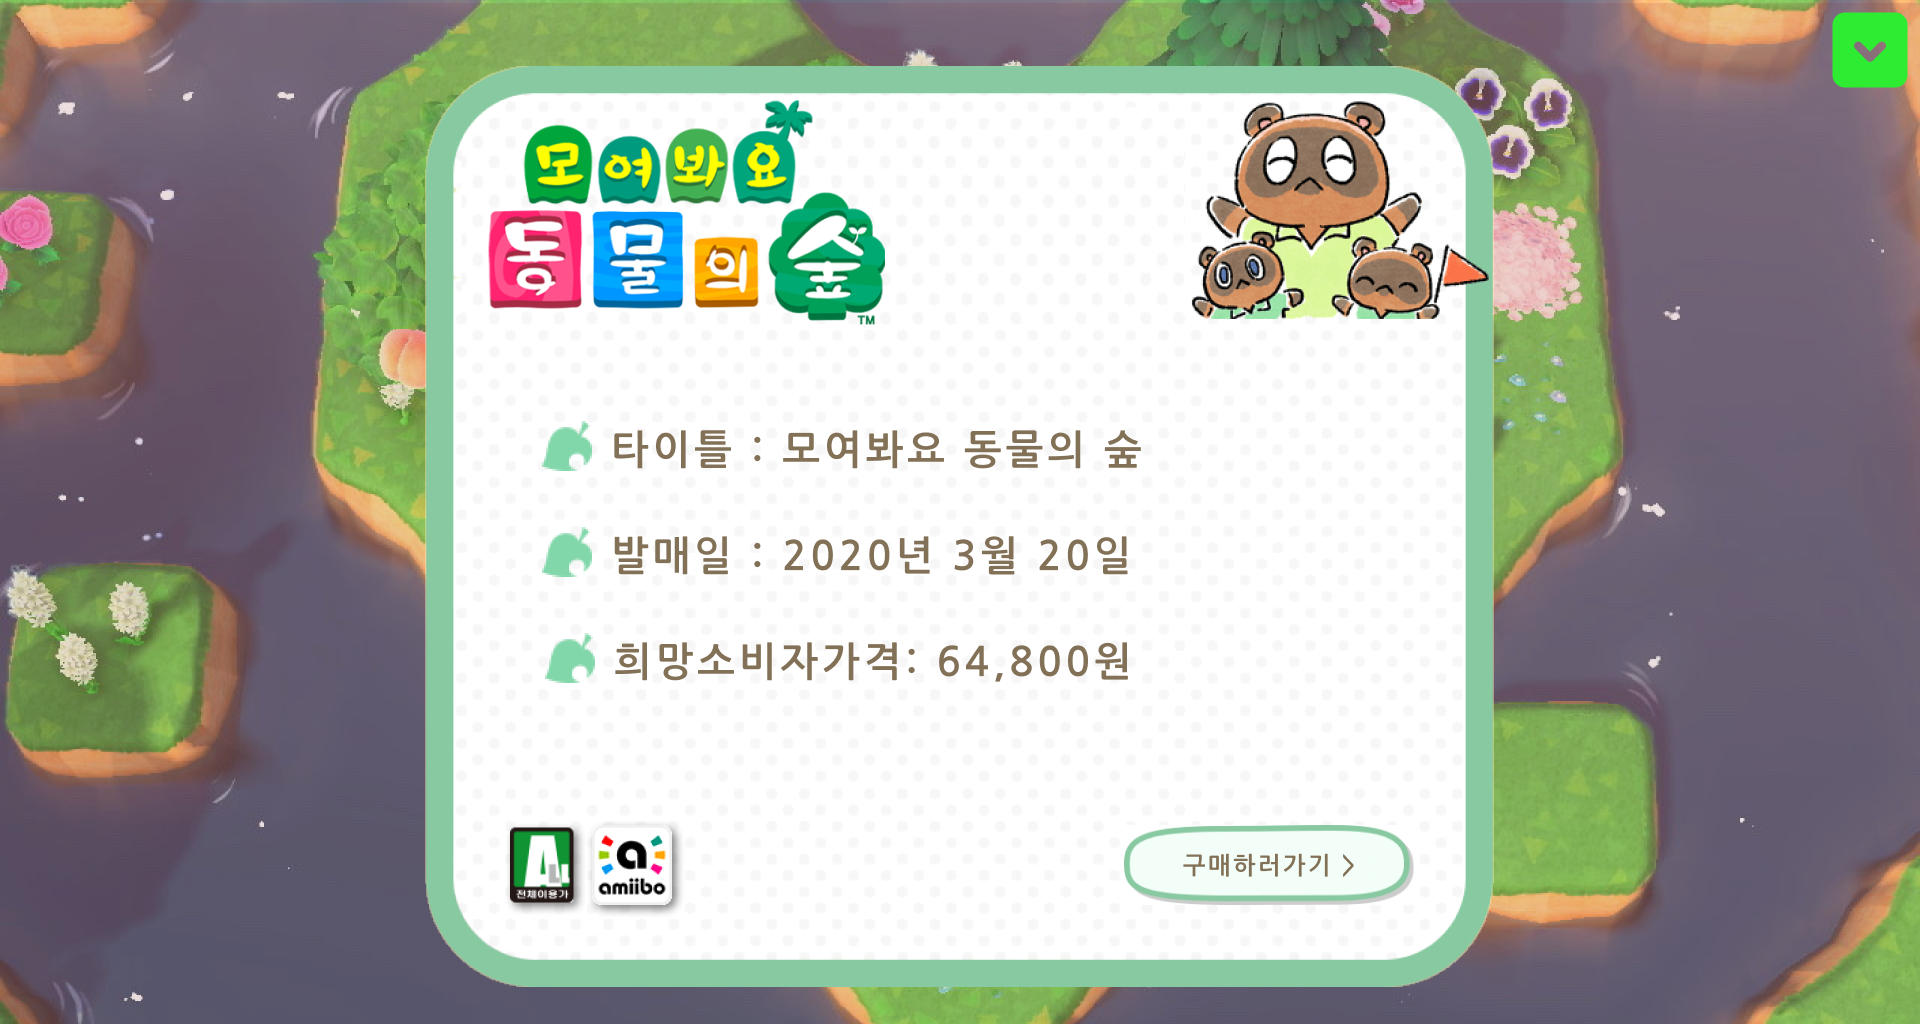 모여봐요
동물의 숲
TM
타이틀 : 모여봐요 동물의 숲
발매일 : 2020년 3월 20일
희망소비자가격: 64,800원
ALL
전체이용가
a
amiibo
구매하러가기 >